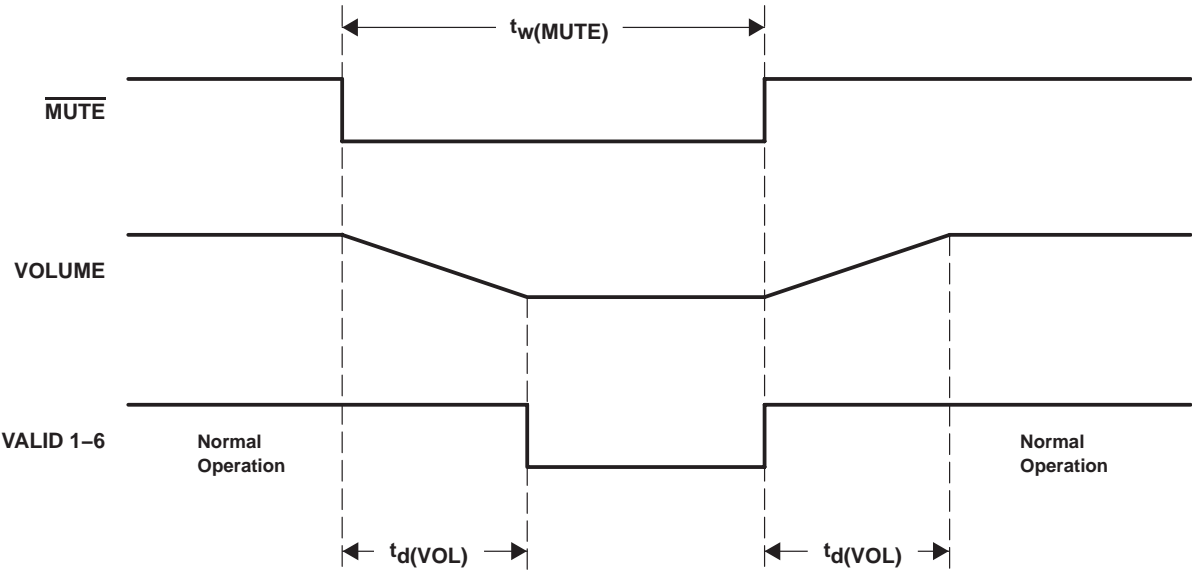 tw(MUTE)
MUTE
VOLUME
VALID 1–6
Normal
Operation
Normal
Operation
td(VOL)
td(VOL)